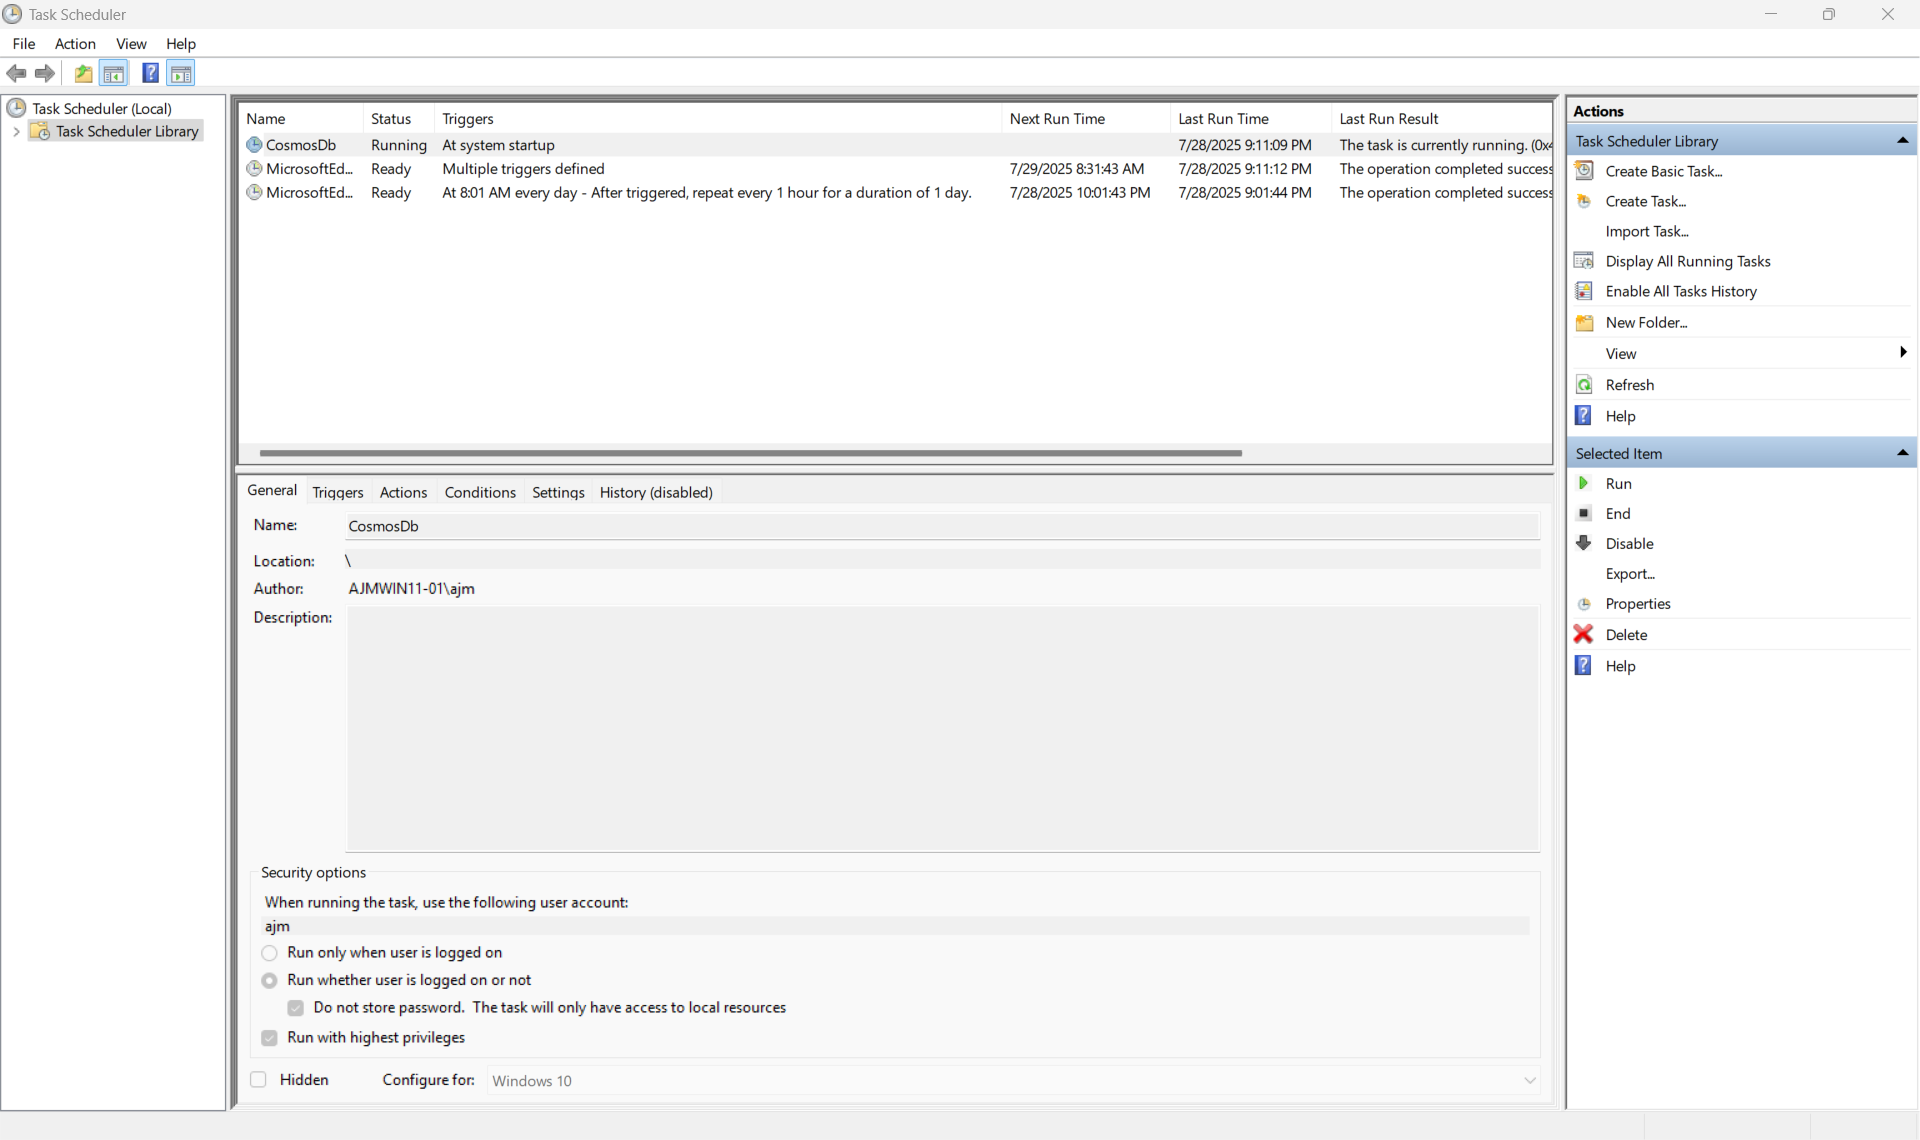 Task Scheduler
File Action View Help
Task Scheduler (Local)
Task Scheduler Library
Name Status Triggers Next Run Time Last Run Time Last Run Result
CosmosDb Running At system startup 7/28/2025 9:11:09 PM The task is currently running. (0x4
MicrosoftEd... Ready Multiple triggers defined 7/29/2025 8:31:43 AM 7/28/2025 9:11:12 PM The operation completed success
MicrosoftEd... Ready At 8:01 AM every day - After triggered, repeat every 1 hour for a duration of 1 day. 7/28/2025 10:01:43 PM 7/28/2025 9:01:44 PM The operation completed success
General Triggers Actions Conditions Settings History (disabled)
Name: CosmosDb
Location: \
Author: AJMWIN11-01\ajm
Description:
Security options
When running the task, use the following user account:
ajm
Run only when user is logged on
Run whether user is logged on or not
Do not store password. The task will only have access to local resources
Run with highest privileges
Hidden Configure for: Windows 10
Actions
Task Scheduler Library
Create Basic Task...
Create Task...
Import Task...
Display All Running Tasks
Enable All Tasks History
New Folder...
View
Refresh
Help
Selected Item
Run
End
Disable
Export...
Properties
Delete
Help